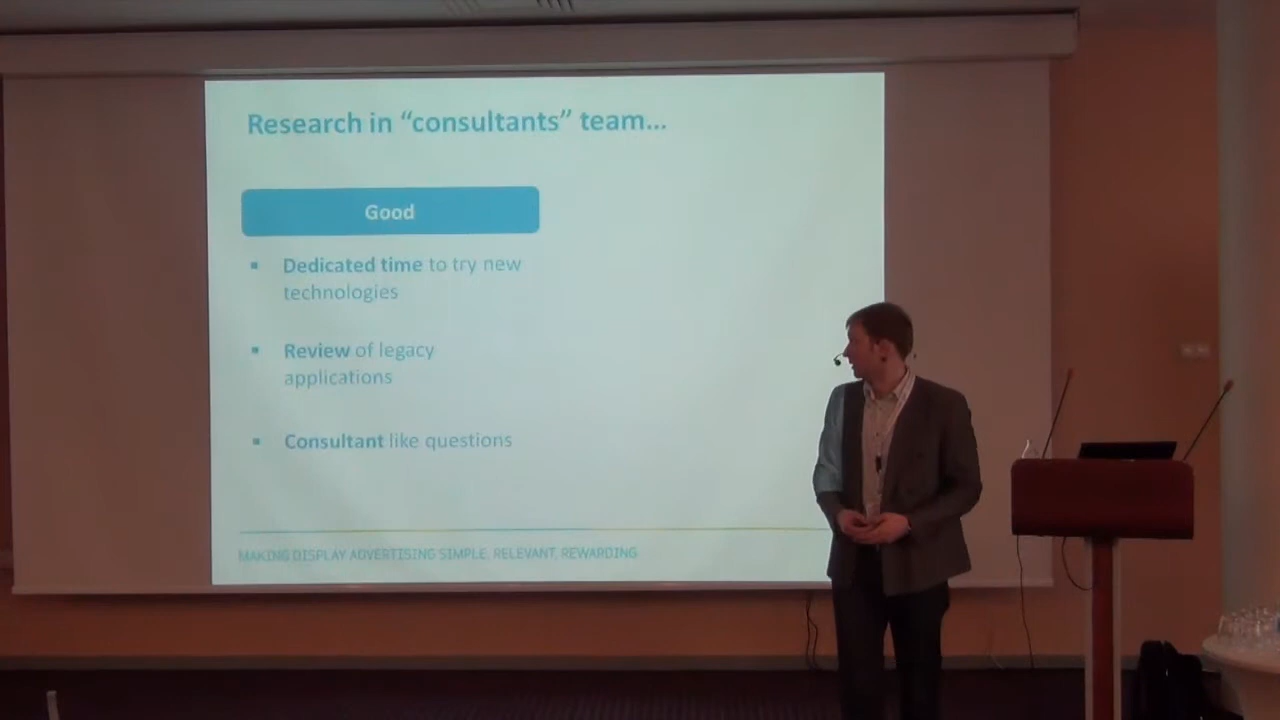 Research in “consultants” team...
Good
▪ Dedicated time to try new
technologies
▪ Review of legacy
applications
▪ Consultant like questions
MAKING DISPLAY ADVERTISING SIMPLE. RELEVANT. REWARDING